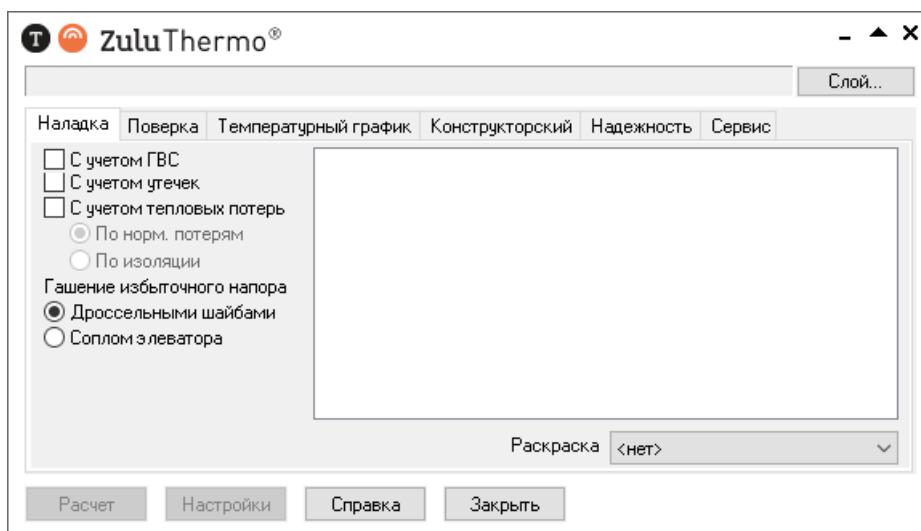 T ZuluThermo®
Слой...
Наладка Поверка Температурный график Конструкторский Надежность Сервис
С учетом ГВС
С учетом утечек
С учетом тепловых потерь
По норм. потерям
По изоляции
Гашение избыточного напора
Дроссельными шайбами
Соплом элеватора
Раскраска <нет>
Расчет Настройки Справка Закрыть